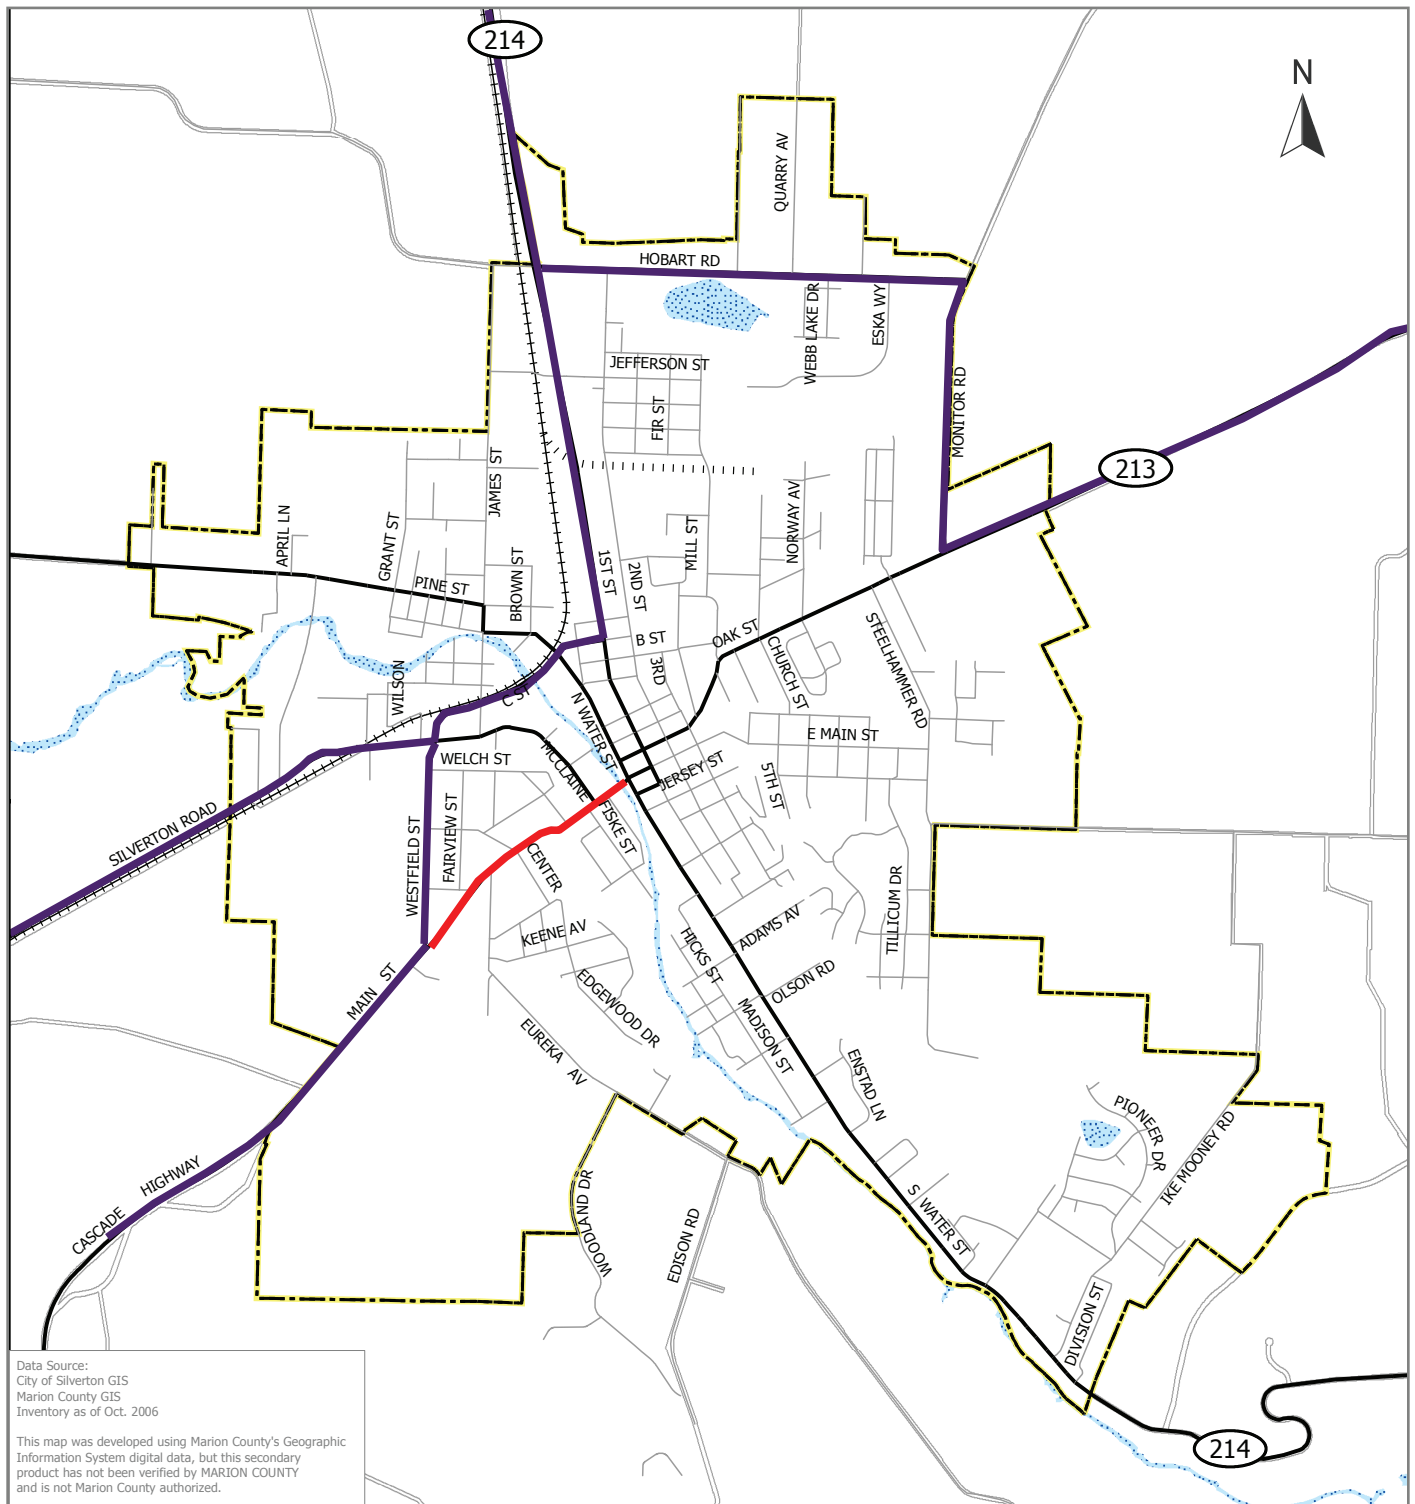 214
N
QUARRY AV
HOBART RD
WEBB LAKE DR
ESKA WY
JEFFERSON ST
FIR ST
MONITOR RD
213
JAMES ST
APRIL LN
GRANT ST
PINE ST
BROWN ST
1ST ST
2ND ST
MILL ST
NORWAY AV
B ST
OAK ST
3RD
CHURCH ST
STEELHAMMER RD
WILSON
C ST
N WATER ST
E MAIN ST
WELCH ST
MCCLAINE
JERSEY ST
5TH ST
FISKE ST
SILVERTON ROAD
WESTFIELD ST
FAIRVIEW ST
CENTER
TILLICUM DR
KEENE AV
ADAMS AV
HICKS ST
MAIN ST
EDGEWOOD DR
OLSON RD
MADISON ST
EUREKA AV
ENSTAD LN
PIONEER DR
IKE MOONEY RD
CASCADE HIGHWAY
WOODLAND DR
EDISON RD
S WATER ST
DIVISION ST
214
Data Source:
City of Silverton GIS
Marion County GIS
Inventory as of Oct. 2006
This map was developed using Marion County's Geographic
Information System digital data, but this secondary
product has not been verified by MARION COUNTY
and is not Marion County authorized.